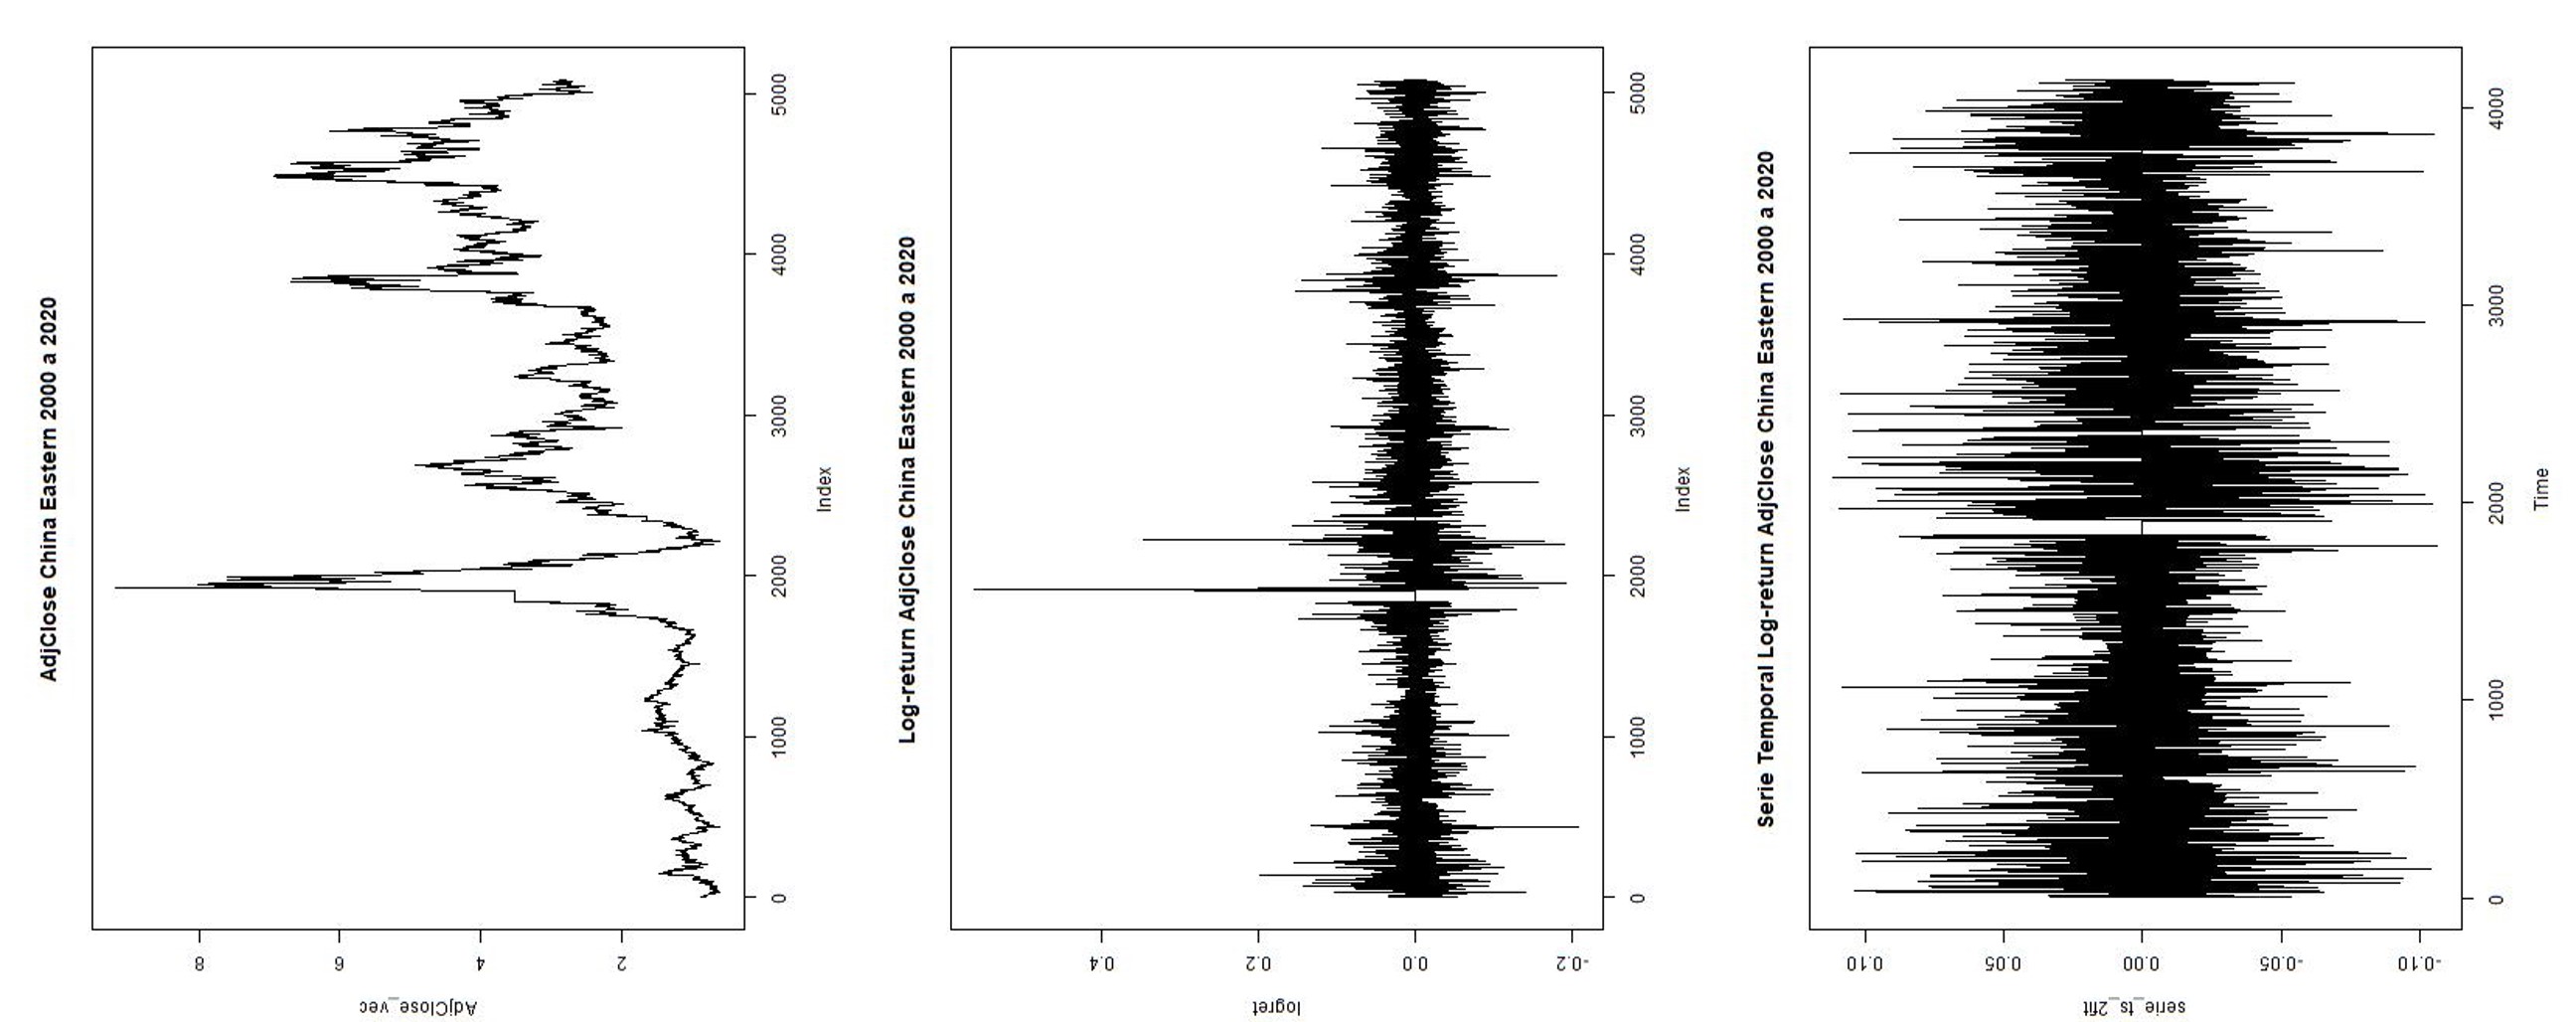 AdjClose China Eastern 2000 a 2020
8
6
4
2
AdjClose_vec
0 1000 2000 3000 4000 5000
Index
Log-return AdjClose China Eastern 2000 a 2020
0.4
0.2
0.0
-0.2
logret
0 1000 2000 3000 4000 5000
Index
Serie Temporal Log-return AdjClose China Eastern 2000 a 2020
0.10
0.05
0.00
-0.05
-0.10
serie_ts_2fit
0 1000 2000 3000 4000
Time